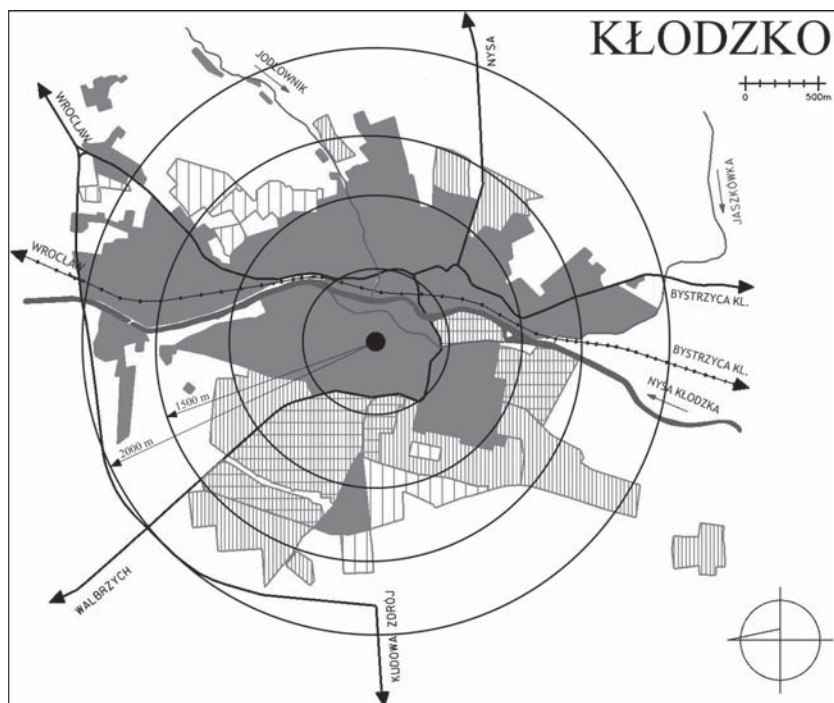 KŁODZKO
0 500m
NYSA
JODŁOWNIK
WROCŁAW
JASZKÓWKA
WROCŁAW
BYSTRZYCA KL.
BYSTRZYCA KL.
NYSA KŁODZKA
1500 m
2000 m
WAŁBRZYCH
KUDOWA ZDRÓJ